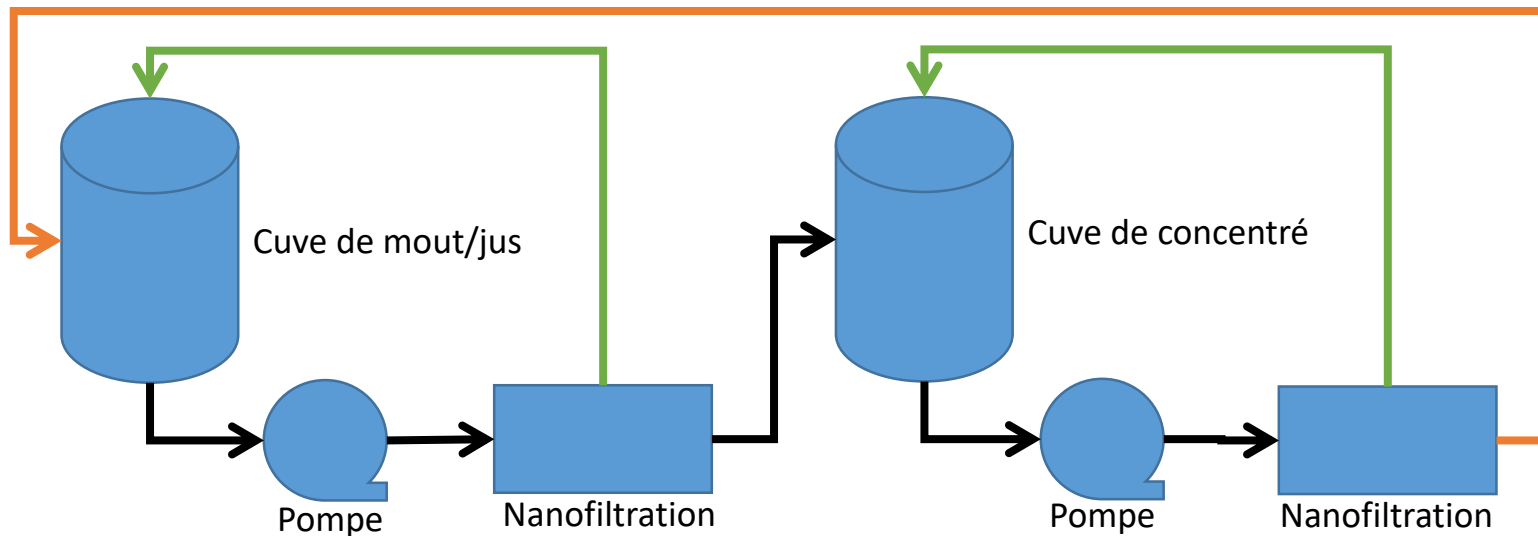 Cuve de mout/jus
Cuve de concentré
Pompe
Nanofiltration
Pompe
Nanofiltration